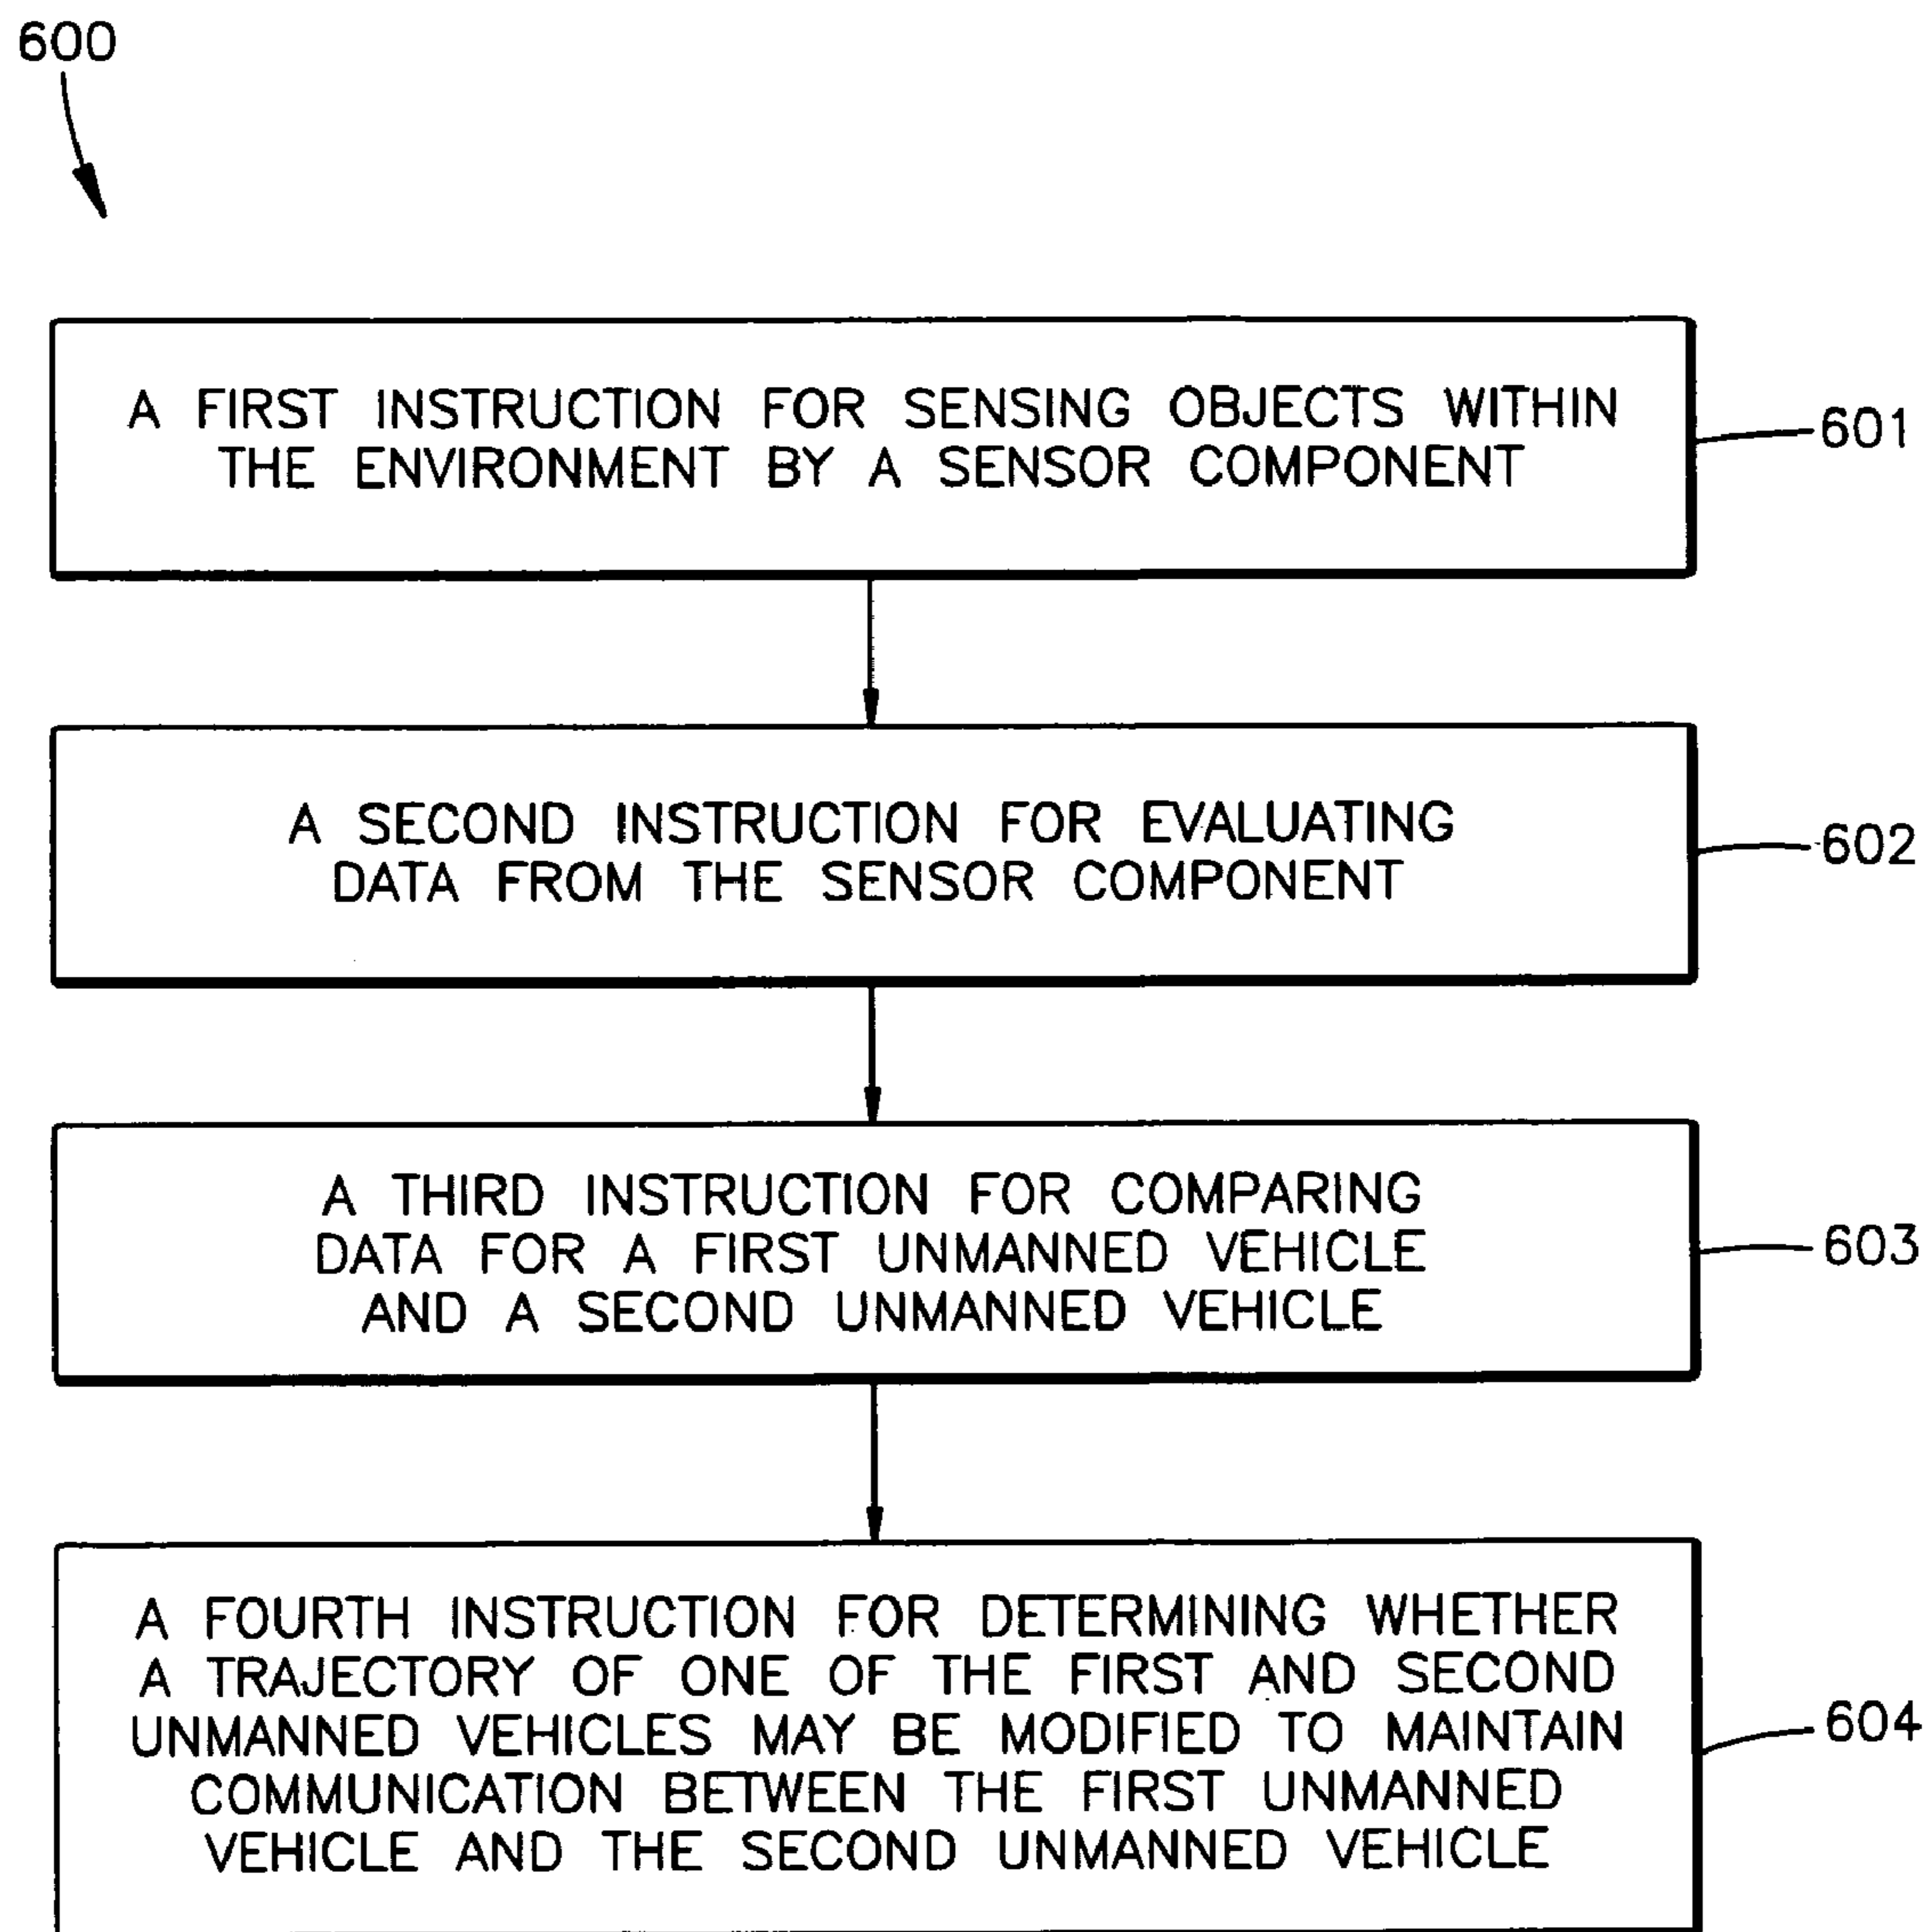 600
A FIRST INSTRUCTION FOR SENSING OBJECTS WITHIN
THE ENVIRONMENT BY A SENSOR COMPONENT
601
A SECOND INSTRUCTION FOR EVALUATING
DATA FROM THE SENSOR COMPONENT
602
A THIRD INSTRUCTION FOR COMPARING
DATA FOR A FIRST UNMANNED VEHICLE
AND A SECOND UNMANNED VEHICLE
603
A FOURTH INSTRUCTION FOR DETERMINING WHETHER
A TRAJECTORY OF ONE OF THE FIRST AND SECOND
UNMANNED VEHICLES MAY BE MODIFIED TO MAINTAIN
COMMUNICATION BETWEEN THE FIRST UNMANNED
VEHICLE AND THE SECOND UNMANNED VEHICLE
604